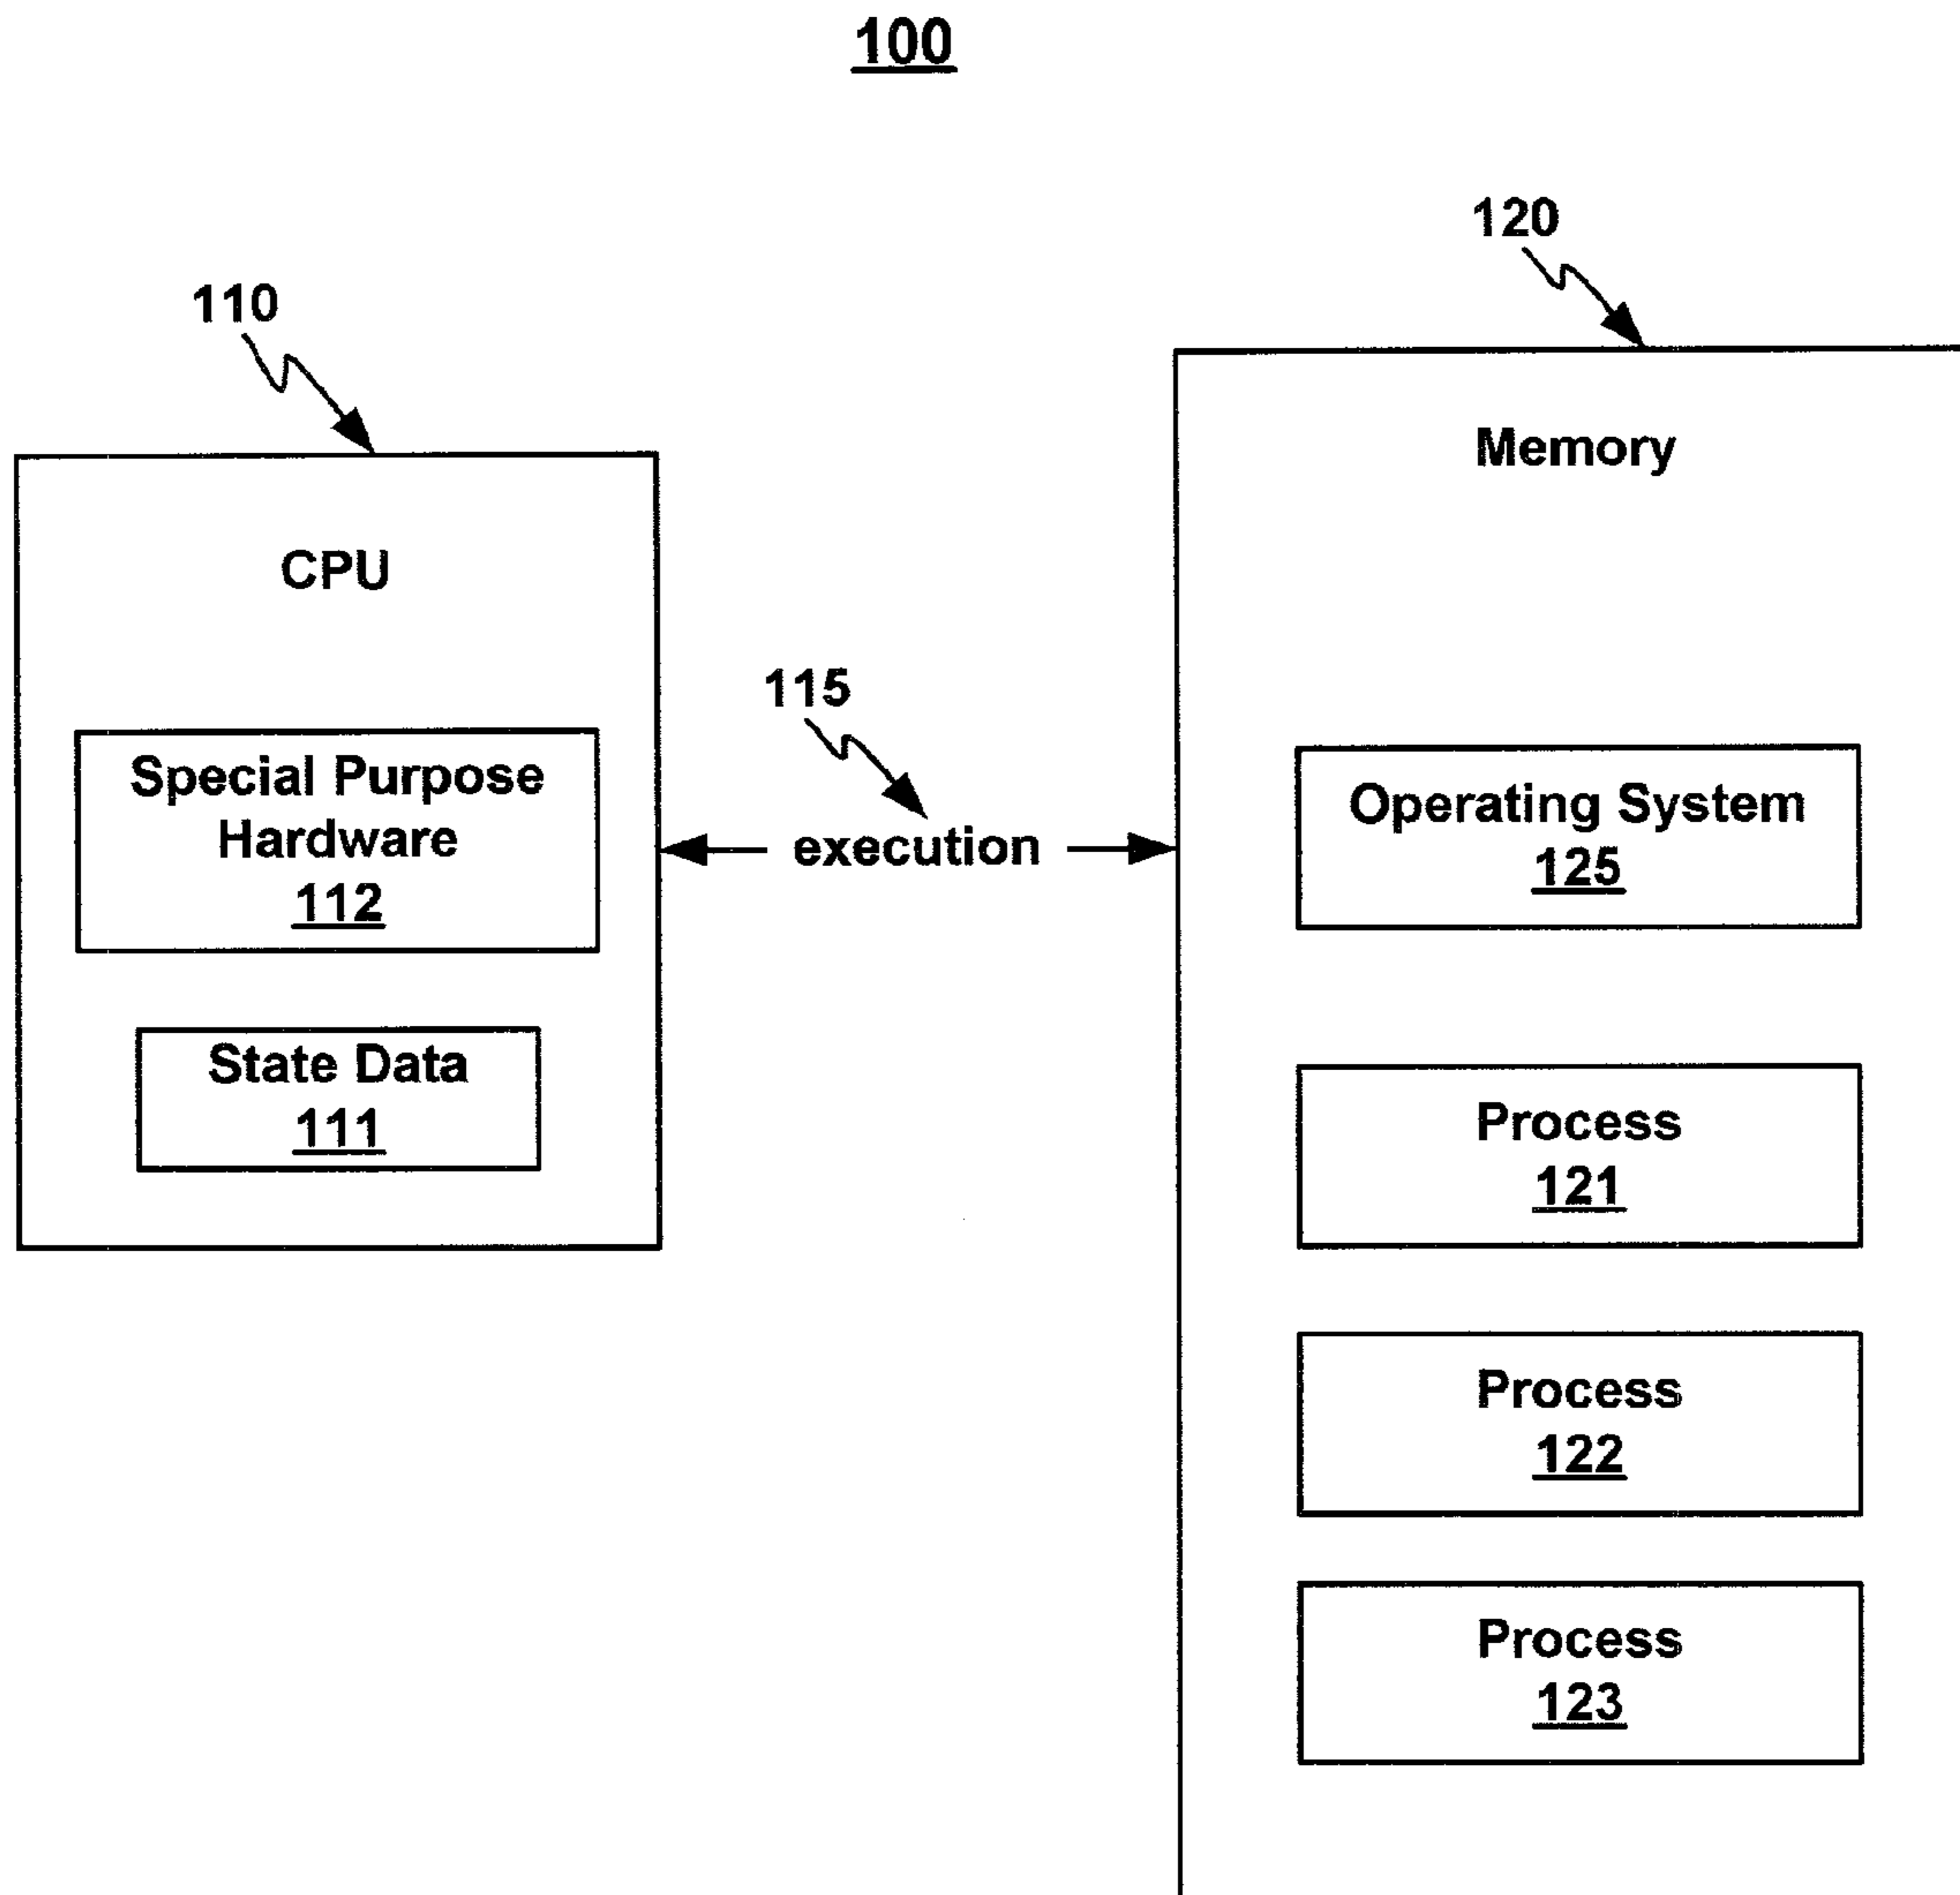 100
110
CPU
Special Purpose
Hardware
112
State Data
111
115
execution
120
Memory
Operating System
125
Process
121
Process
122
Process
123